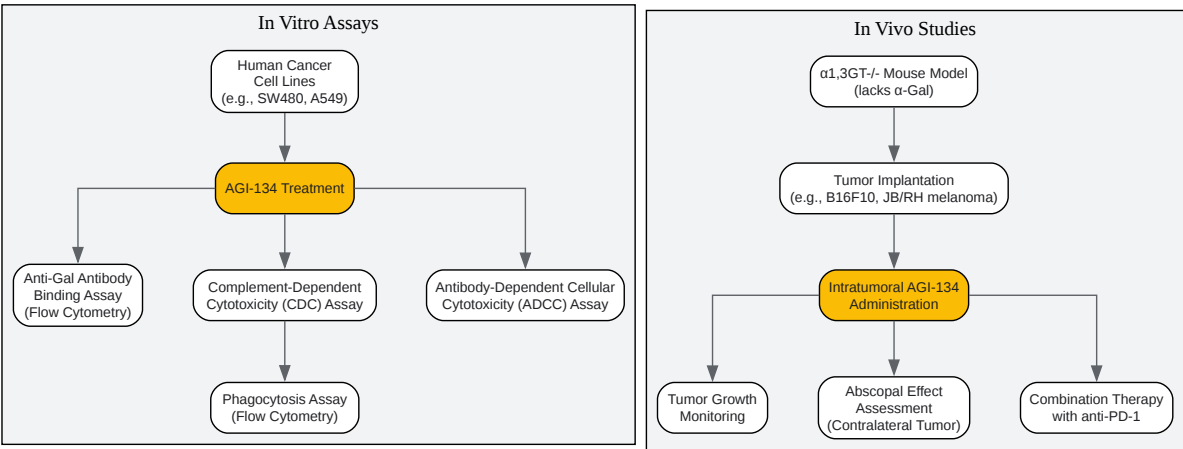 In Vitro Assays
Human Cancer
Cell Lines
(e.g., SW480, A549)
AGI-134 Treatment
Anti-Gal Antibody
Binding Assay
(Flow Cytometry)
Complement-Dependent
Cytotoxicity (CDC) Assay
Antibody-Dependent Cellular
Cytotoxicity (ADCC) Assay
Phagocytosis Assay
(Flow Cytometry)
In Vivo Studies
α1,3GT-/- Mouse Model
(lacks α-Gal)
Tumor Implantation
(e.g., B16F10, JB/RH melanoma)
Intratumoral AGI-134
Administration
Tumor Growth
Monitoring
Abscopal Effect
Assessment
(Contralateral Tumor)
Combination Therapy
with anti-PD-1